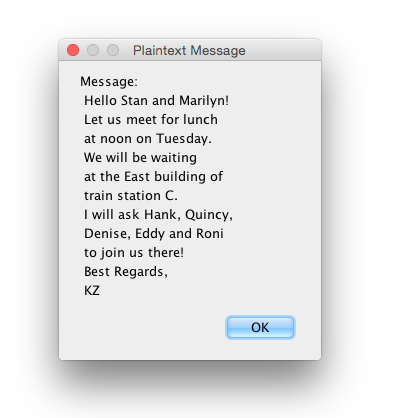 Plaintext Message
Message:
Hello Stan and Marilyn!
Let us meet for lunch
at noon on Tuesday.
We will be waiting
at the East building of
train station C.
I will ask Hank, Quincy,
Denise, Eddy and Roni
to join us there!
Best Regards,
KZ
OK